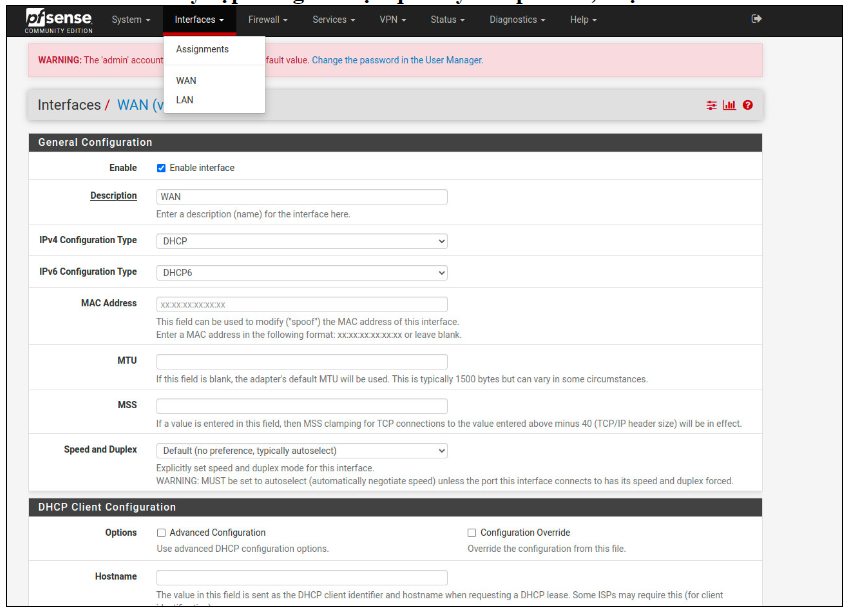 pfsense
COMMUNITY EDITION
System Interfaces Firewall Services VPN Status Diagnostics Help
Assignments
WAN
LAN
WARNING: The 'admin' accoun fault value. Change the password in the User Manager.
Interfaces / WAN (v
General Configuration
Enable Enable interface
Description WAN
Enter a description (name) for the interface here.
IPv4 Configuration Type DHCP
IPv6 Configuration Type DHCP6
MAC Address xx:xx:xx:xx:xx:xx
This field can be used to modify ("spoof") the MAC address of this interface.
Enter a MAC address in the following format: xx:xx:xx:xx:xx:xx or leave blank.
MTU
If this field is blank, the adapter's default MTU will be used. This is typically 1500 bytes but can vary in some circumstances.
MSS
If a value is entered in this field, then MSS clamping for TCP connections to the value entered above minus 40 (TCP/IP header size) will be in effect.
Speed and Duplex Default (no preference, typically autoselect)
Explicitly set speed and duplex mode for this interface.
WARNING: MUST be set to autoselect (automatically negotiate speed) unless the port this interface connects to has its speed and duplex forced.
DHCP Client Configuration
Options Advanced Configuration Configuration Override
Use advanced DHCP configuration options. Override the configuration from this file.
Hostname
The value in this field is sent as the DHCP client identifier and hostname when requesting a DHCP lease. Some ISPs may require this (for client